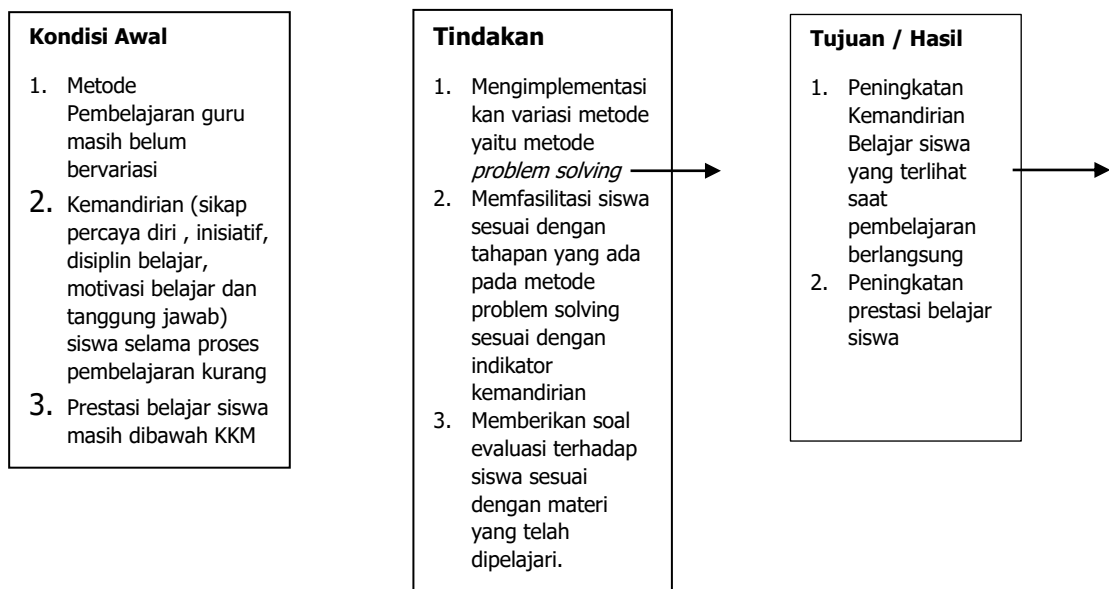 Kondisi Awal
1. Metode
Pembelajaran guru
masih belum
bervariasi
2. Kemandirian (sikap
percaya diri , inisiatif,
disiplin belajar,
motivasi belajar dan
tanggung jawab)
siswa selama proses
pembelajaran kurang
3. Prestasi belajar siswa
masih dibawah KKM
Tindakan
1. Mengimplementasi
kan variasi metode
yaitu metode
problem solving
2. Memfasilitasi siswa
sesuai dengan
tahapan yang ada
pada metode
problem solving
sesuai dengan
indikator
kemandirian
3. Memberikan soal
evaluasi terhadap
siswa sesuai
dengan materi
yang telah
dipelajari.
Tujuan / Hasil
1. Peningkatan
Kemandirian
Belajar siswa
yang terlihat
saat
pembelajaran
berlangsung
2. Peningkatan
prestasi belajar
siswa